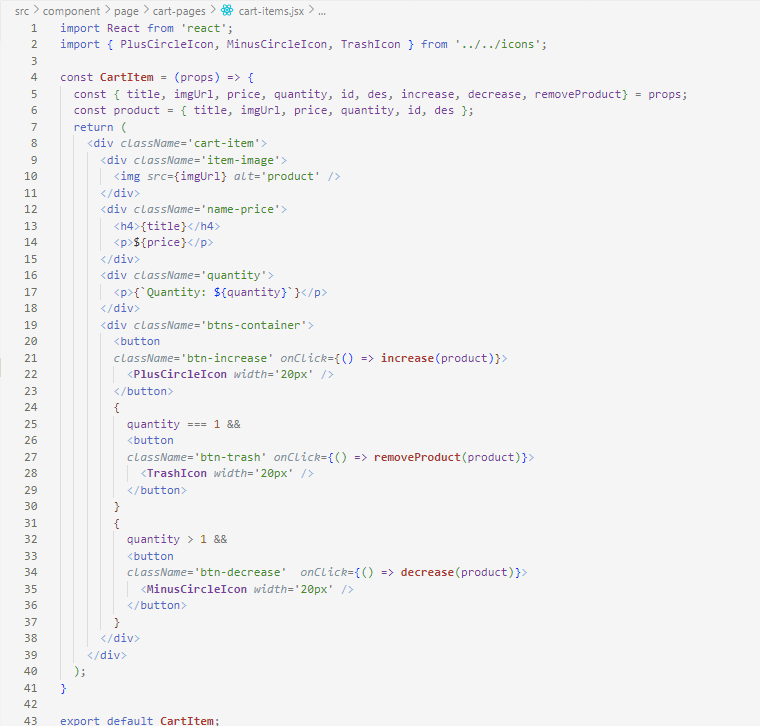 src > component > page > cart-pages > cart-items.jsx > ...
1 import React from 'react';
2 import { PlusCircleIcon, MinusCircleIcon, TrashIcon } from '../../icons';
3
4 const CartItem = (props) => {
5   const { title, imgUrl, price, quantity, id, des, increase, decrease, removeProduct} = props;
6   const product = { title, imgUrl, price, quantity, id, des };
7   return (
8     <div className='cart-item'>
9       <div className='item-image'>
10         <img src={imgUrl} alt='product' />
11       </div>
12       <div className='name-price'>
13         <h4>{title}</h4>
14         <p>${price}</p>
15       </div>
16       <div className='quantity'>
17         <p>{`Quantity: ${quantity}`}</p>
18       </div>
19       <div className='btns-container'>
20         <button
21         className='btn-increase' onClick={() => increase(product)}>
22           <PlusCircleIcon width='20px' />
23         </button>
24         {
25           quantity === 1 &&
26           <button
27           className='btn-trash' onClick={() => removeProduct(product)}>
28             <TrashIcon width='20px' />
29           </button>
30         }
31         {
32           quantity > 1 &&
33           <button
34           className='btn-decrease'  onClick={() => decrease(product)}>
35             <MinusCircleIcon width='20px' />
36           </button>
37         }
38       </div>
39     </div>
40   );
41 }
42
43 export default CartItem;